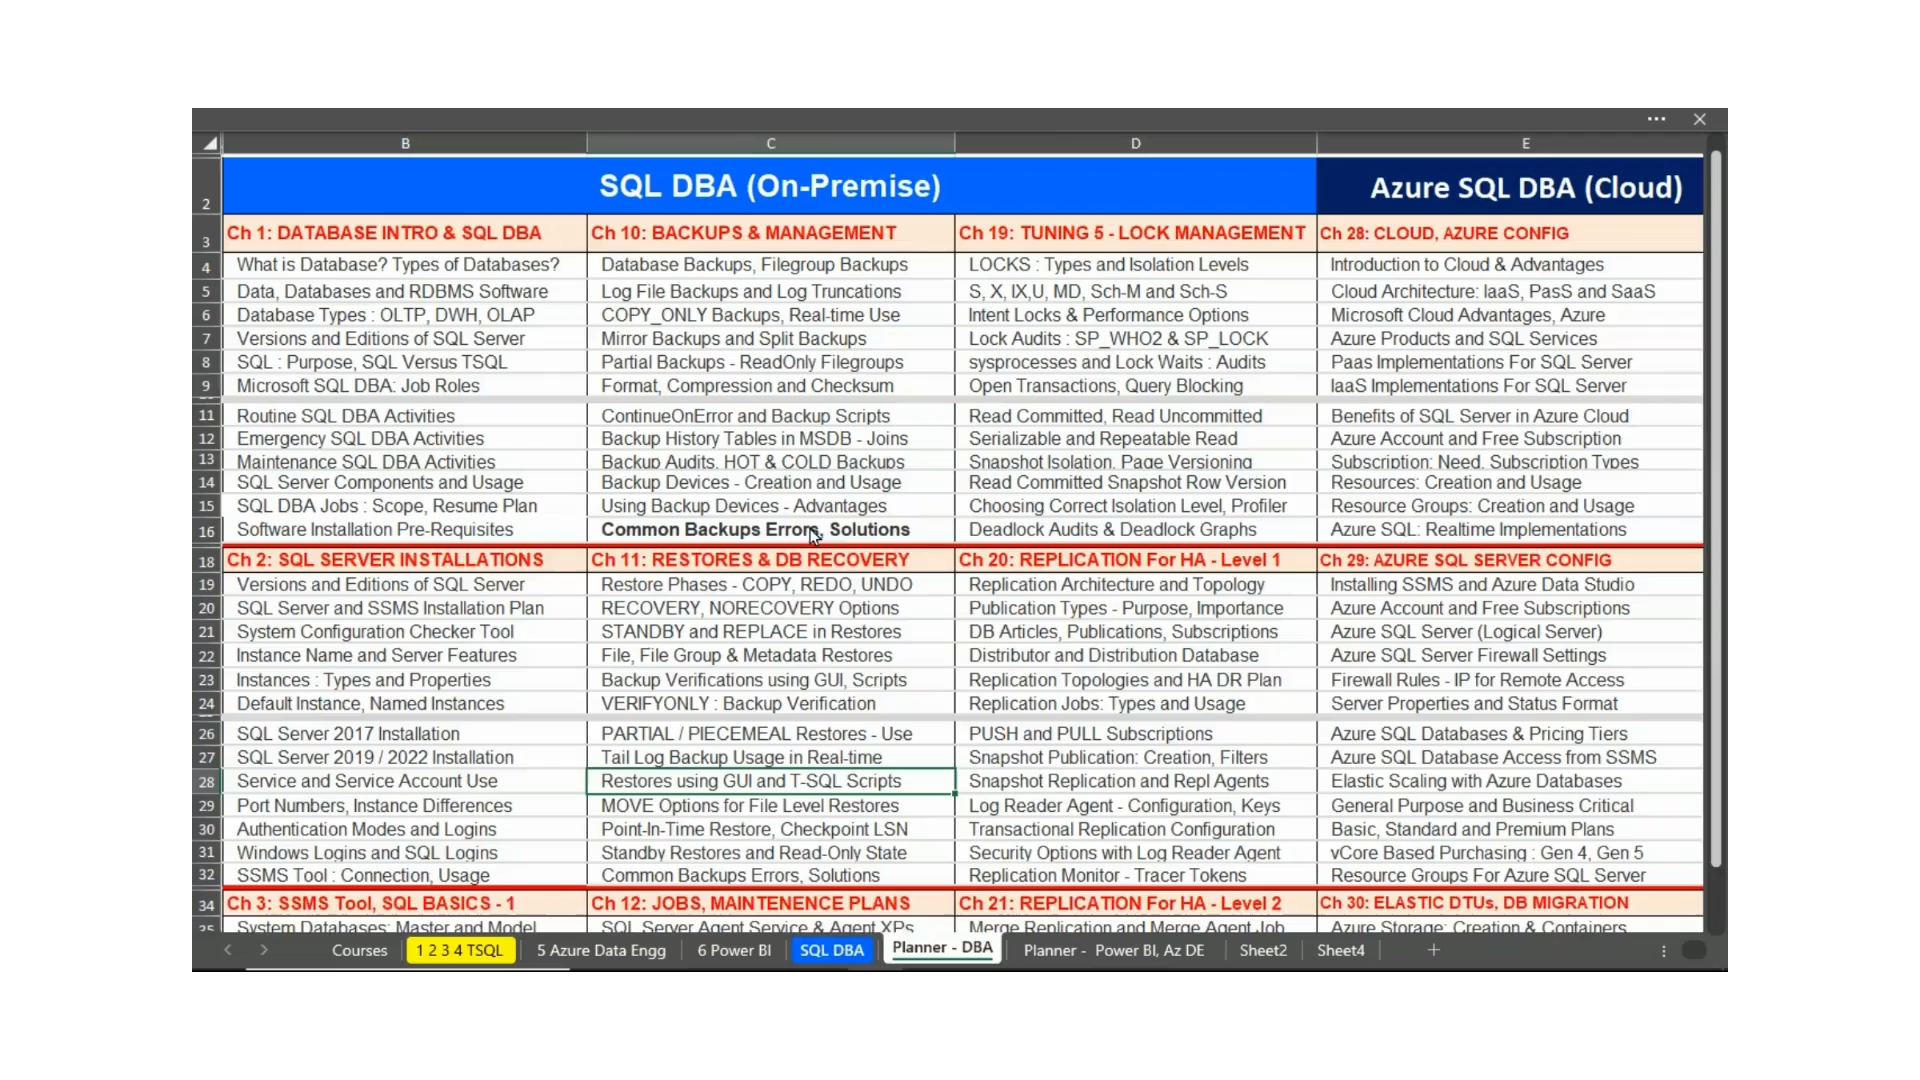 B C D E
2 SQL DBA (On-Premise) Azure SQL DBA (Cloud)
3 Ch 1: DATABASE INTRO & SQL DBA Ch 10: BACKUPS & MANAGEMENT Ch 19: TUNING 5 - LOCK MANAGEMENT Ch 28: CLOUD, AZURE CONFIG
4 What is Database? Types of Databases? Database Backups, Filegroup Backups LOCKS : Types and Isolation Levels Introduction to Cloud & Advantages
5 Data, Databases and RDBMS Software Log File Backups and Log Truncations S, X, IX,U, MD, Sch-M and Sch-S Cloud Architecture: IaaS, PasS and SaaS
6 Database Types : OLTP, DWH, OLAP COPY_ONLY Backups, Real-time Use Intent Locks & Performance Options Microsoft Cloud Advantages, Azure
7 Versions and Editions of SQL Server Mirror Backups and Split Backups Lock Audits : SP_WHO2 & SP_LOCK Azure Products and SQL Services
8 SQL : Purpose, SQL Versus TSQL Partial Backups - ReadOnly Filegroups sysprocesses and Lock Waits : Audits Paas Implementations For SQL Server
9 Microsoft SQL DBA: Job Roles Format, Compression and Checksum Open Transactions, Query Blocking IaaS Implementations For SQL Server
11 Routine SQL DBA Activities ContinueOnError and Backup Scripts Read Committed, Read Uncommitted Benefits of SQL Server in Azure Cloud
12 Emergency SQL DBA Activities Backup History Tables in MSDB - Joins Serializable and Repeatable Read Azure Account and Free Subscription
13 Maintenance SQL DBA Activities Backup Audits. HOT & COLD Backups Snapshot Isolation. Page Versioning Subscription: Need. Subscription Types
14 SQL Server Components and Usage Backup Devices - Creation and Usage Read Committed Snapshot Row Version Resources: Creation and Usage
15 SQL DBA Jobs : Scope, Resume Plan Using Backup Devices - Advantages Choosing Correct Isolation Level, Profiler Resource Groups: Creation and Usage
16 Software Installation Pre-Requisites Common Backups Errors, Solutions Deadlock Audits & Deadlock Graphs Azure SQL: Realtime Implementations
18 Ch 2: SQL SERVER INSTALLATIONS Ch 11: RESTORES & DB RECOVERY Ch 20: REPLICATION For HA - Level 1 Ch 29: AZURE SQL SERVER CONFIG
19 Versions and Editions of SQL Server Restore Phases - COPY, REDO, UNDO Replication Architecture and Topology Installing SSMS and Azure Data Studio
20 SQL Server and SSMS Installation Plan RECOVERY, NORECOVERY Options Publication Types - Purpose, Importance Azure Account and Free Subscriptions
21 System Configuration Checker Tool STANDBY and REPLACE in Restores DB Articles, Publications, Subscriptions Azure SQL Server (Logical Server)
22 Instance Name and Server Features File, File Group & Metadata Restores Distributor and Distribution Database Azure SQL Server Firewall Settings
23 Instances : Types and Properties Backup Verifications using GUI, Scripts Replication Topologies and HA DR Plan Firewall Rules - IP for Remote Access
24 Default Instance, Named Instances VERIFYONLY : Backup Verification Replication Jobs: Types and Usage Server Properties and Status Format
26 SQL Server 2017 Installation PARTIAL / PIECEMEAL Restores - Use PUSH and PULL Subscriptions Azure SQL Databases & Pricing Tiers
27 SQL Server 2019 / 2022 Installation Tail Log Backup Usage in Real-time Snapshot Publication: Creation, Filters Azure SQL Database Access from SSMS
28 Service and Service Account Use Restores using GUI and T-SQL Scripts Snapshot Replication and Repl Agents Elastic Scaling with Azure Databases
29 Port Numbers, Instance Differences MOVE Options for File Level Restores Log Reader Agent - Configuration, Keys General Purpose and Business Critical
30 Authentication Modes and Logins Point-In-Time Restore, Checkpoint LSN Transactional Replication Configuration Basic, Standard and Premium Plans
31 Windows Logins and SQL Logins Standby Restores and Read-Only State Security Options with Log Reader Agent vCore Based Purchasing : Gen 4, Gen 5
32 SSMS Tool : Connection, Usage Common Backups Errors, Solutions Replication Monitor - Tracer Tokens Resource Groups For Azure SQL Server
34 Ch 3: SSMS Tool, SQL BASICS - 1 Ch 12: JOBS, MAINTENENCE PLANS Ch 21: REPLICATION For HA - Level 2 Ch 30: ELASTIC DTUs, DB MIGRATION
35 System Databases: Master and Model SQL Server Agent Service & Agent XPs Merge Replication and Merge Agent Job Azure Storage: Creation & Containers
Courses 1 2 3 4 TSQL 5 Azure Data Engg 6 Power BI SQL DBA Planner - DBA Planner - Power BI, Az DE Sheet2 Sheet4